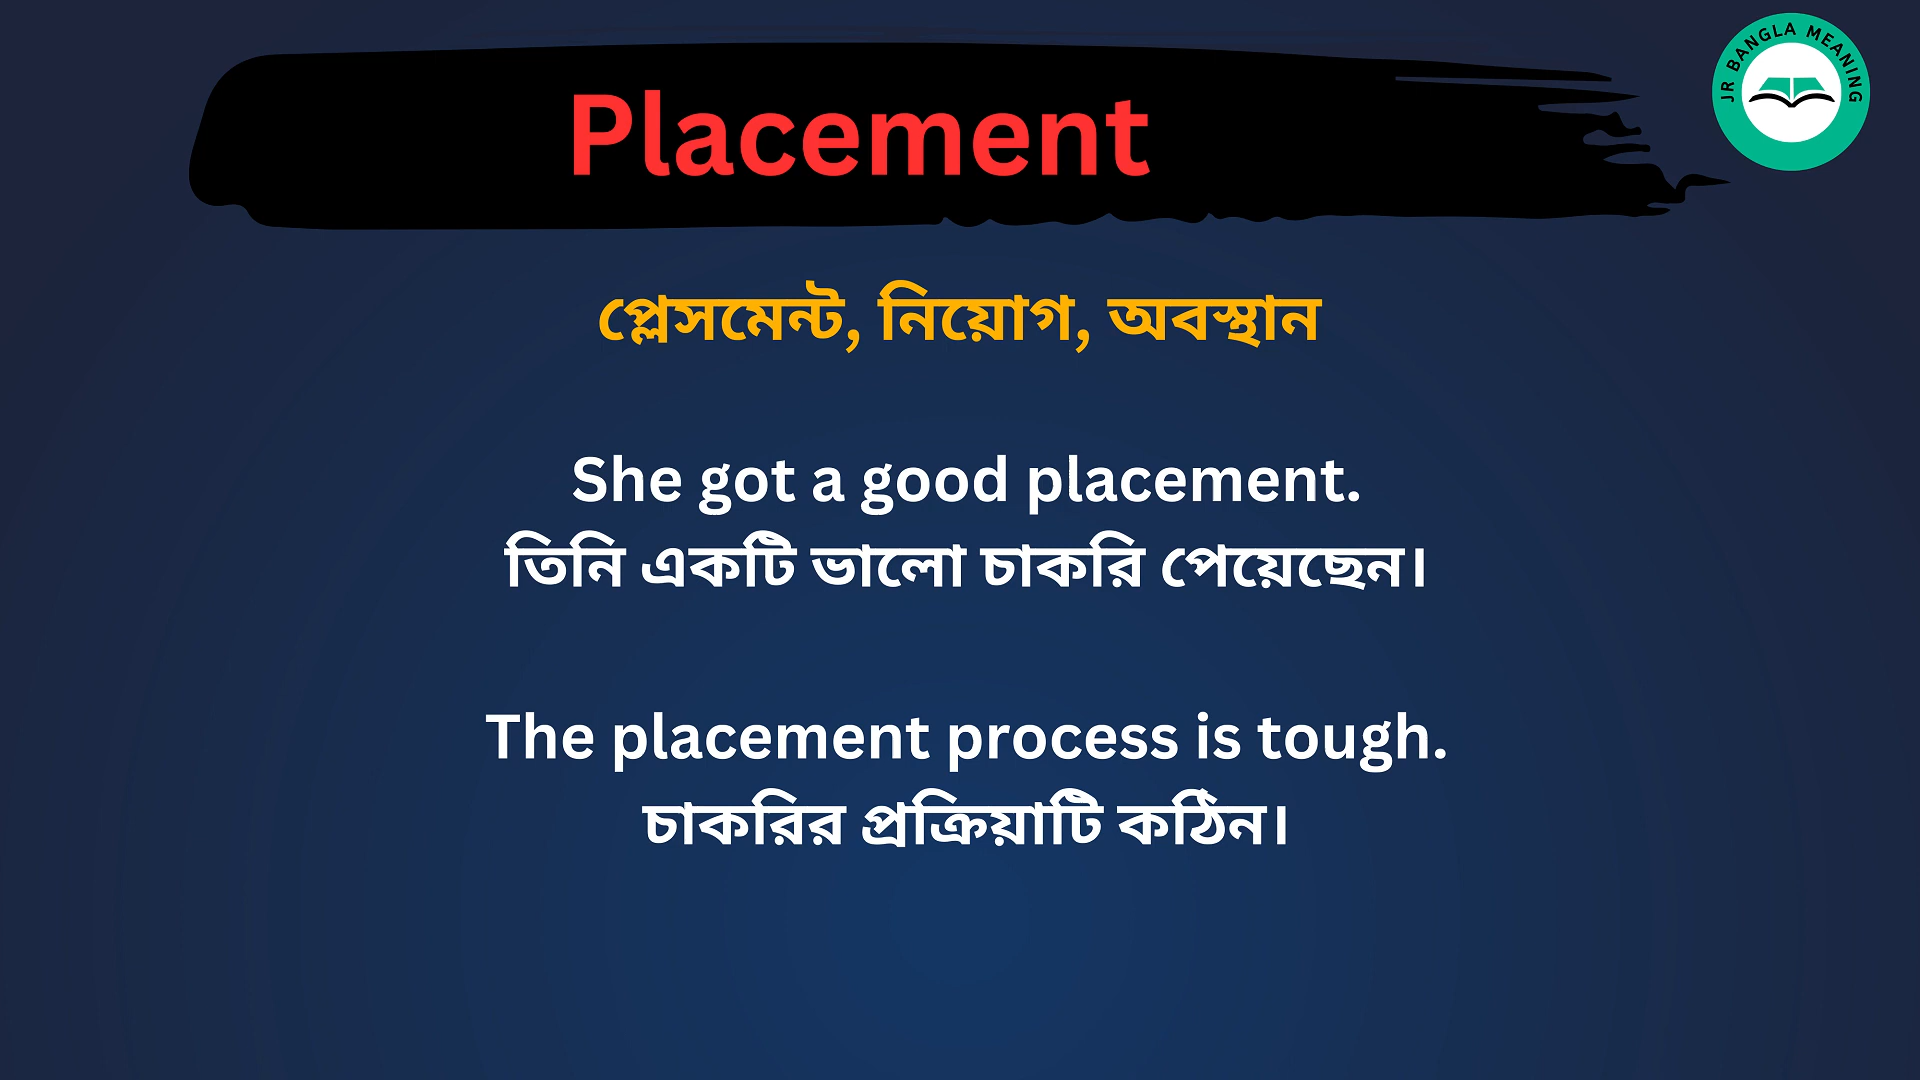 JR BANGLA MEANING
Placement
প্লেসমেন্ট, নিয়োগ, অবস্থান
She got a good placement.
তিনি একটি ভালো চাকরি পেয়েছেন।
The placement process is tough.
চাকরির প্রক্রিয়াটি কঠিন।